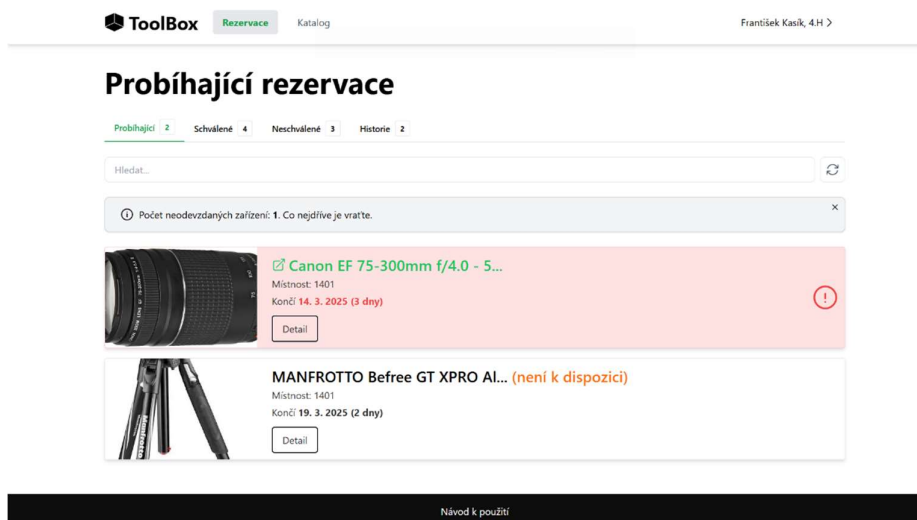 ToolBox Rezervace Katalog František Kasík, 4.H
Probíhající rezervace
Probíhající 2 Schválené 4 Neschválené 3 Historie 2
Hledat...
Počet neodevzdaných zařízení: 1. Co nejdříve je vraťte.
Canon EF 75-300mm f/4.0 - 5...
Místnost: 1401
Končí 14. 3. 2025 (3 dny)
Detail
MANFROTTO Befree GT XPRO Al... (není k dispozici)
Místnost: 1401
Končí 19. 3. 2025 (2 dny)
Detail
Manfrotto
Návod k použití